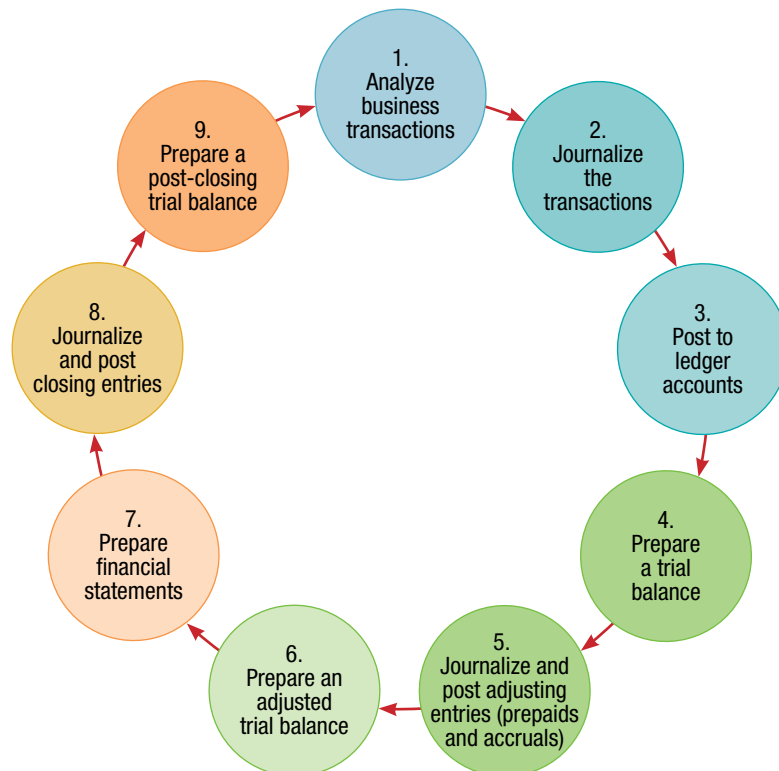 1.
Analyze
business
transactions
2.
Journalize
the
transactions
3.
Post to
ledger
accounts
4.
Prepare
a trial
balance
5.
Journalize and
post adjusting
entries (prepaids
and accruals)
6.
Prepare an
adjusted
trial balance
7.
Prepare
financial
statements
8.
Journalize
and post
closing entries
9.
Prepare a
post-closing
trial balance